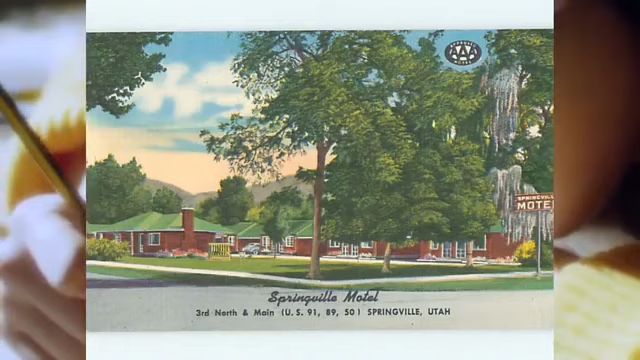 AAA
SPRINGVILLE
MOTEL
Springville Motel
3rd North & Main (U. S. 91, 89, 50) SPRINGVILLE, UTAH